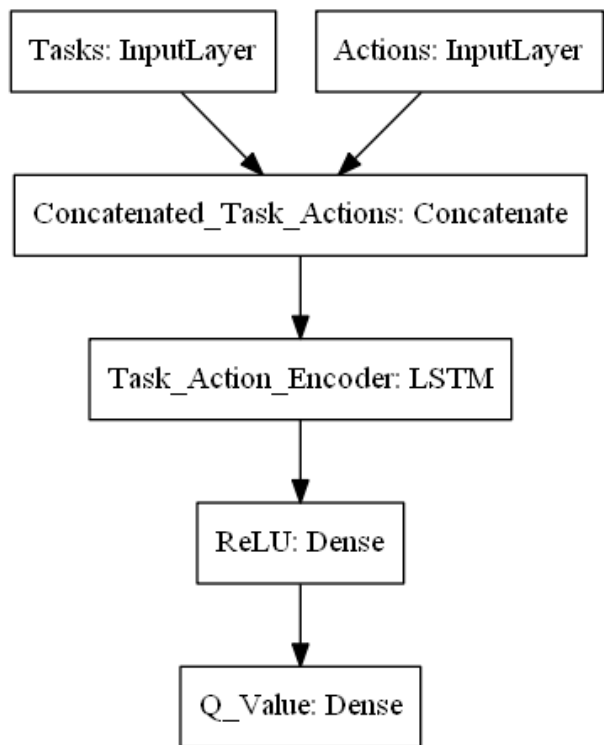 Tasks: InputLayer
Actions: InputLayer
Concatenated_Task_Actions: Concatenate
Task_Action_Encoder: LSTM
ReLU: Dense
Q_Value: Dense